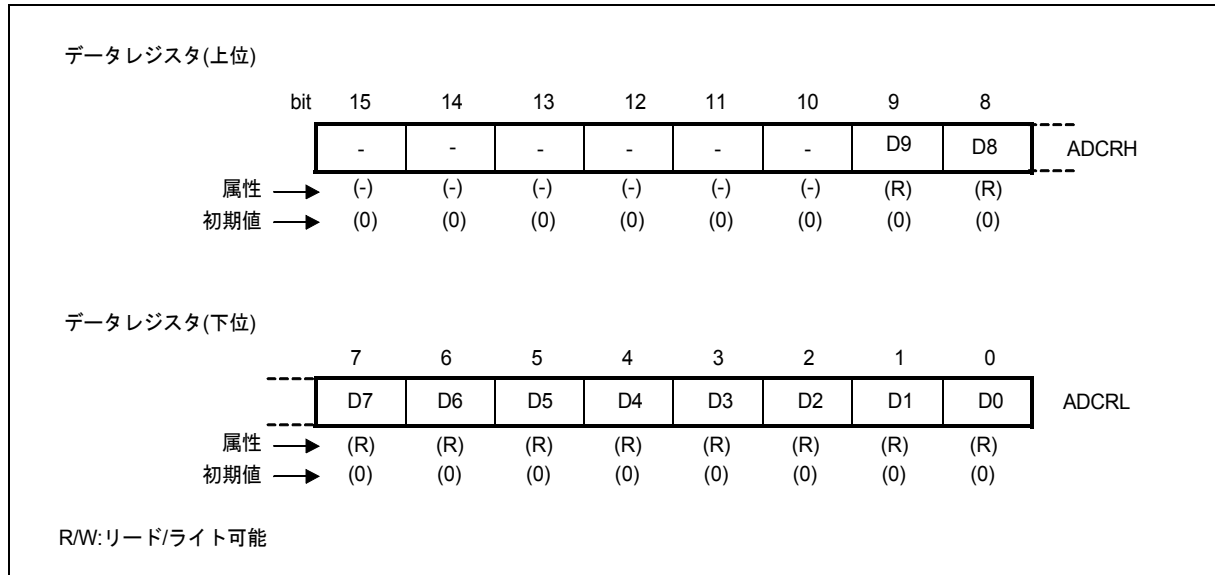 データレジスタ(上位)
bit 15 14 13 12 11 10 9 8
- - - - - - D9 D8 ADCRH
属性 (-) (-) (-) (-) (-) (-) (R) (R)
初期値 (0) (0) (0) (0) (0) (0) (0) (0)
データレジスタ(下位)
7 6 5 4 3 2 1 0
D7 D6 D5 D4 D3 D2 D1 D0 ADCRL
属性 (R) (R) (R) (R) (R) (R) (R) (R)
初期値 (0) (0) (0) (0) (0) (0) (0) (0)
R/W:リード/ライト可能